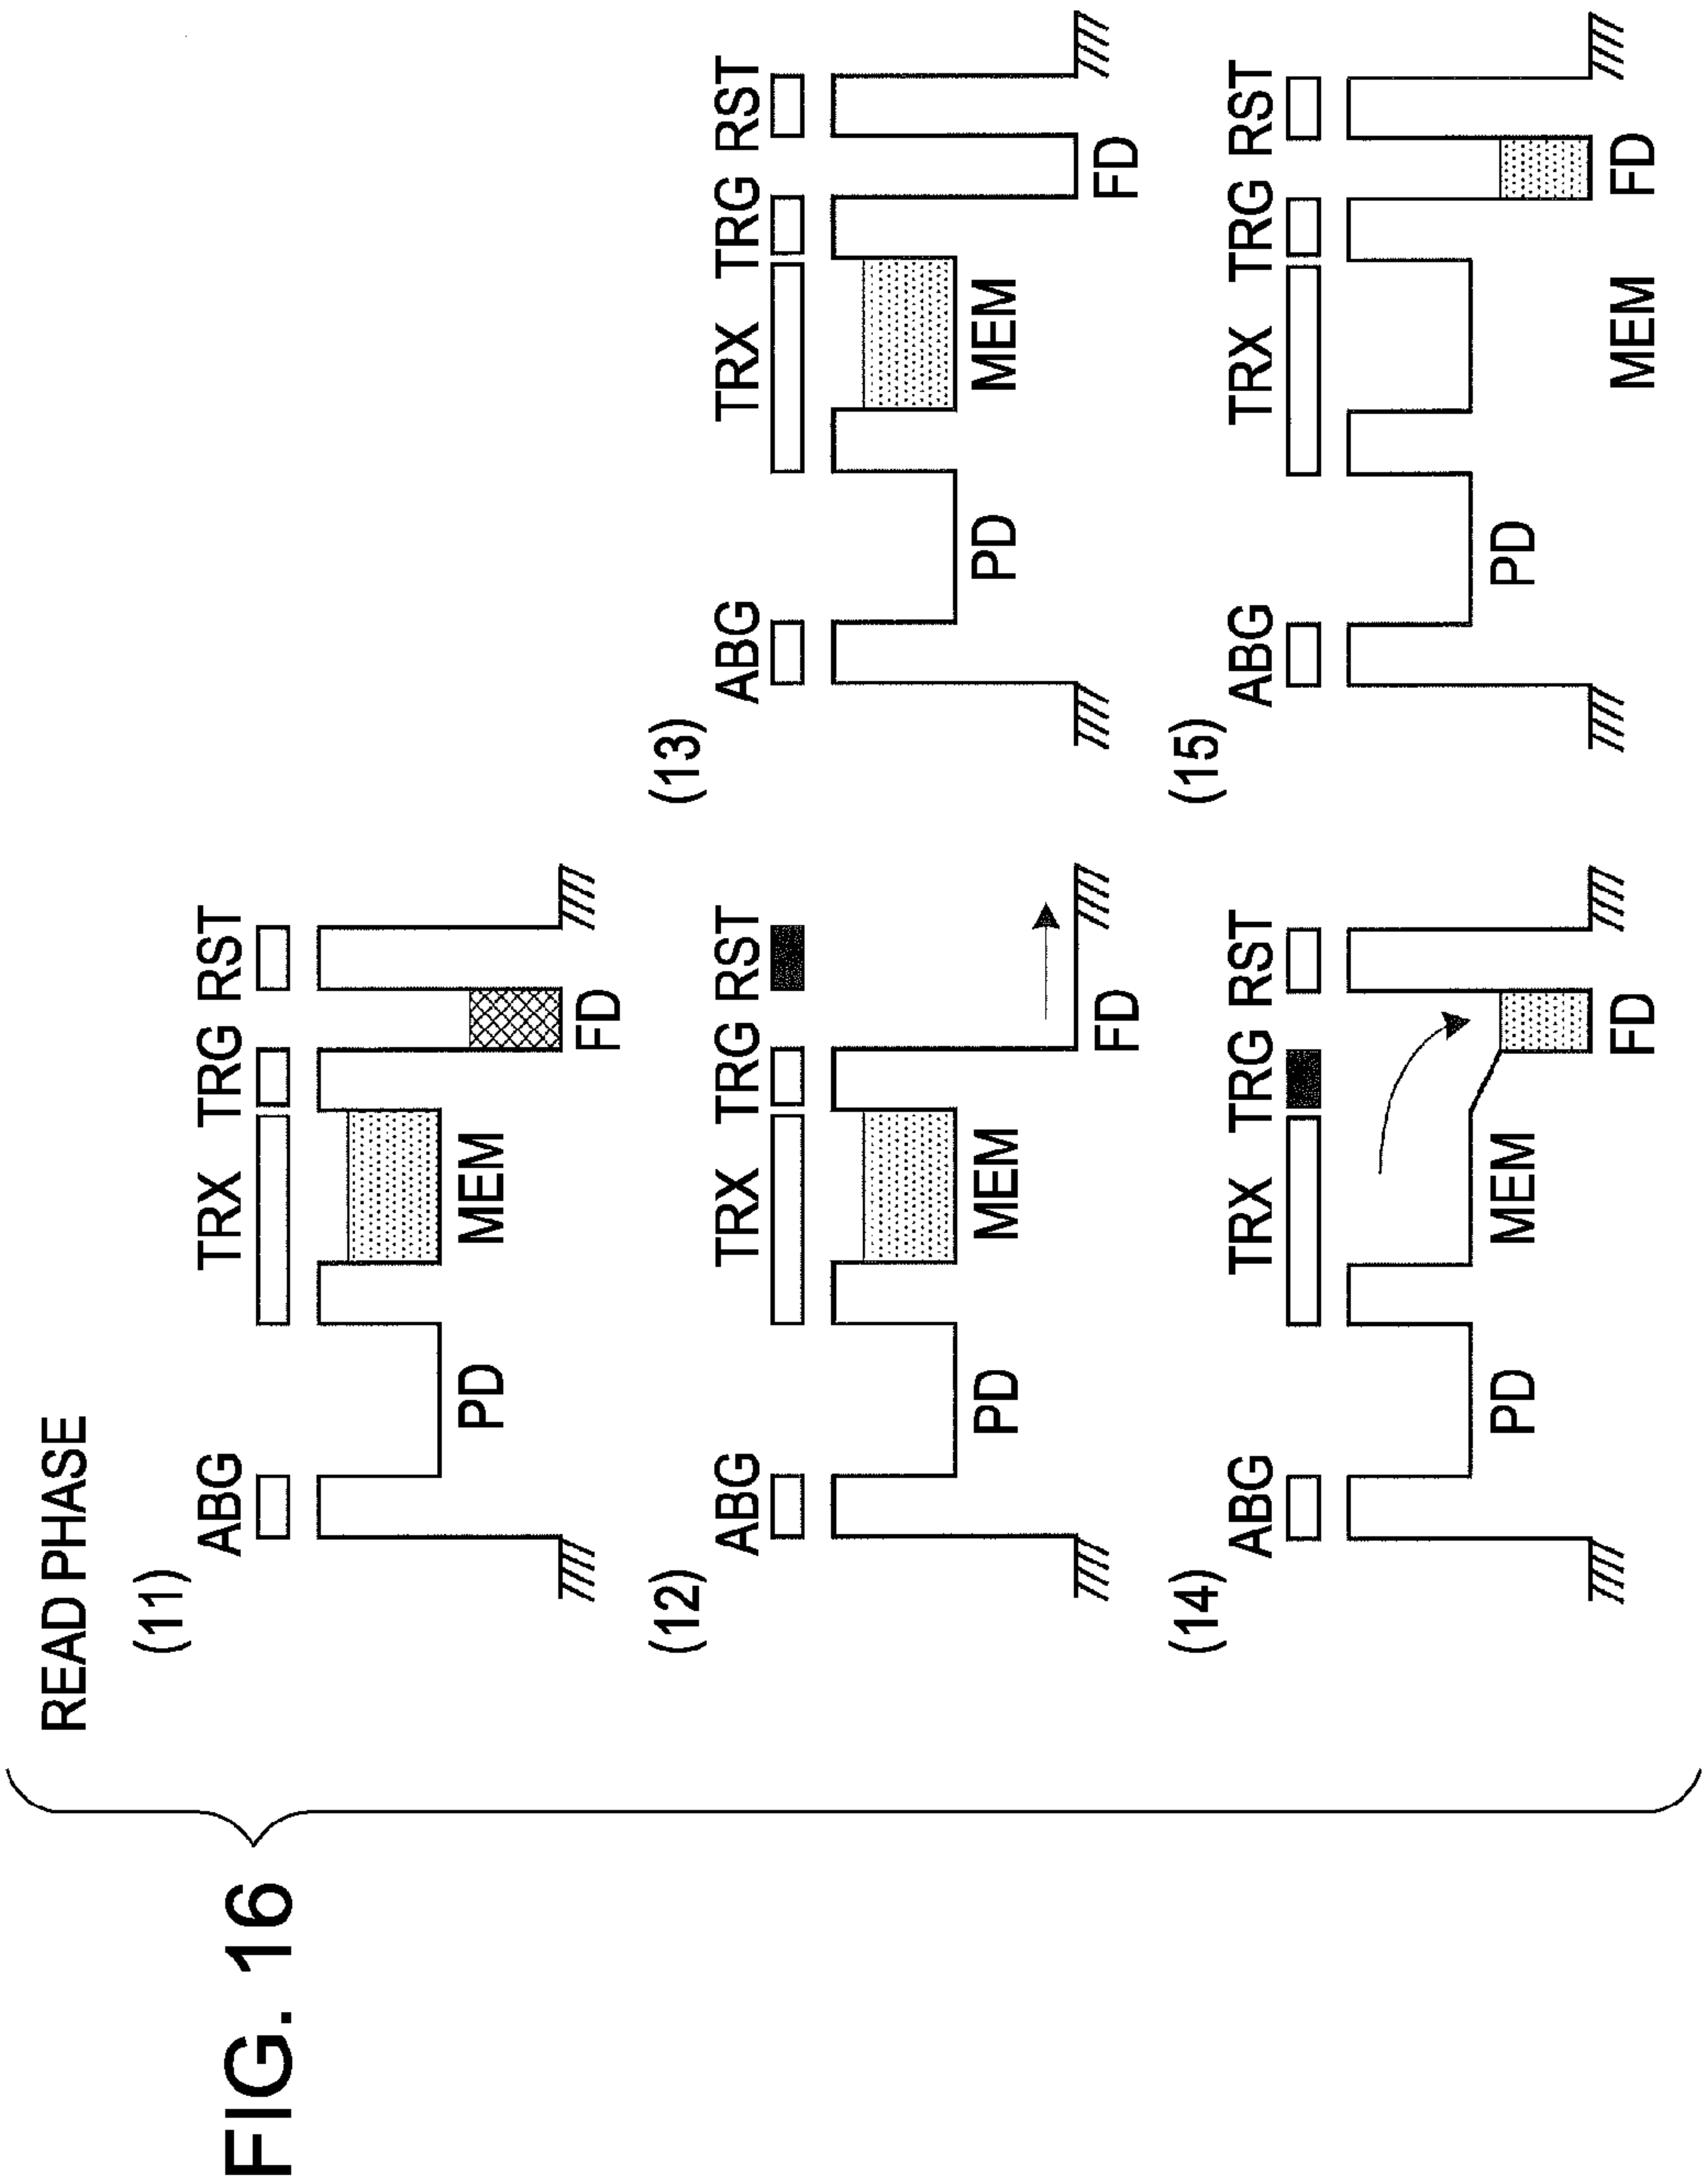 FIG. 16
READ PHASE
(11)
ABG TRX TRG RST
PD MEM FD
(12)
ABG TRX TRG RST
PD MEM FD
(13)
ABG TRX TRG RST
PD MEM FD
(14)
ABG TRX TRG RST
PD MEM FD
(15)
ABG TRX TRG RST
PD MEM FD